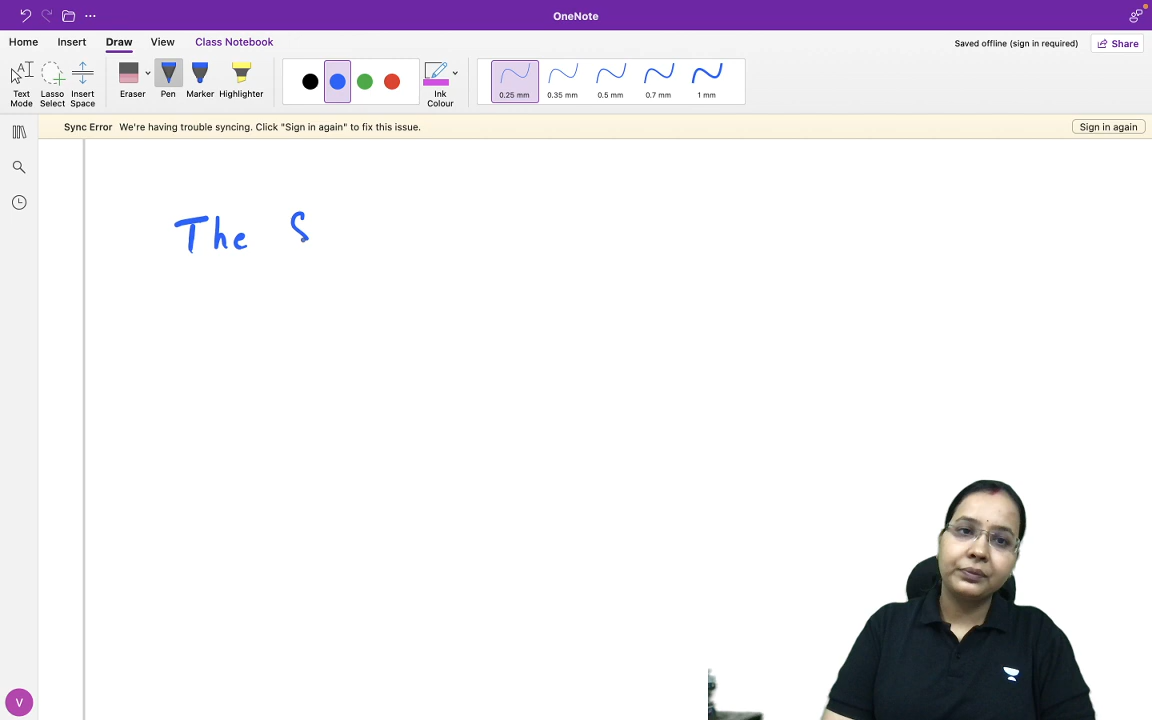 OneNote
Home Insert Draw View Class Notebook Saved offline (sign in required) Share
Text Mode Lasso Select Insert Space Eraser Pen Marker Highlighter Ink Colour 0.25 mm 0.35 mm 0.5 mm 0.7 mm 1 mm
Sync Error We're having trouble syncing. Click "Sign in again" to fix this issue. Sign in again
The S
V